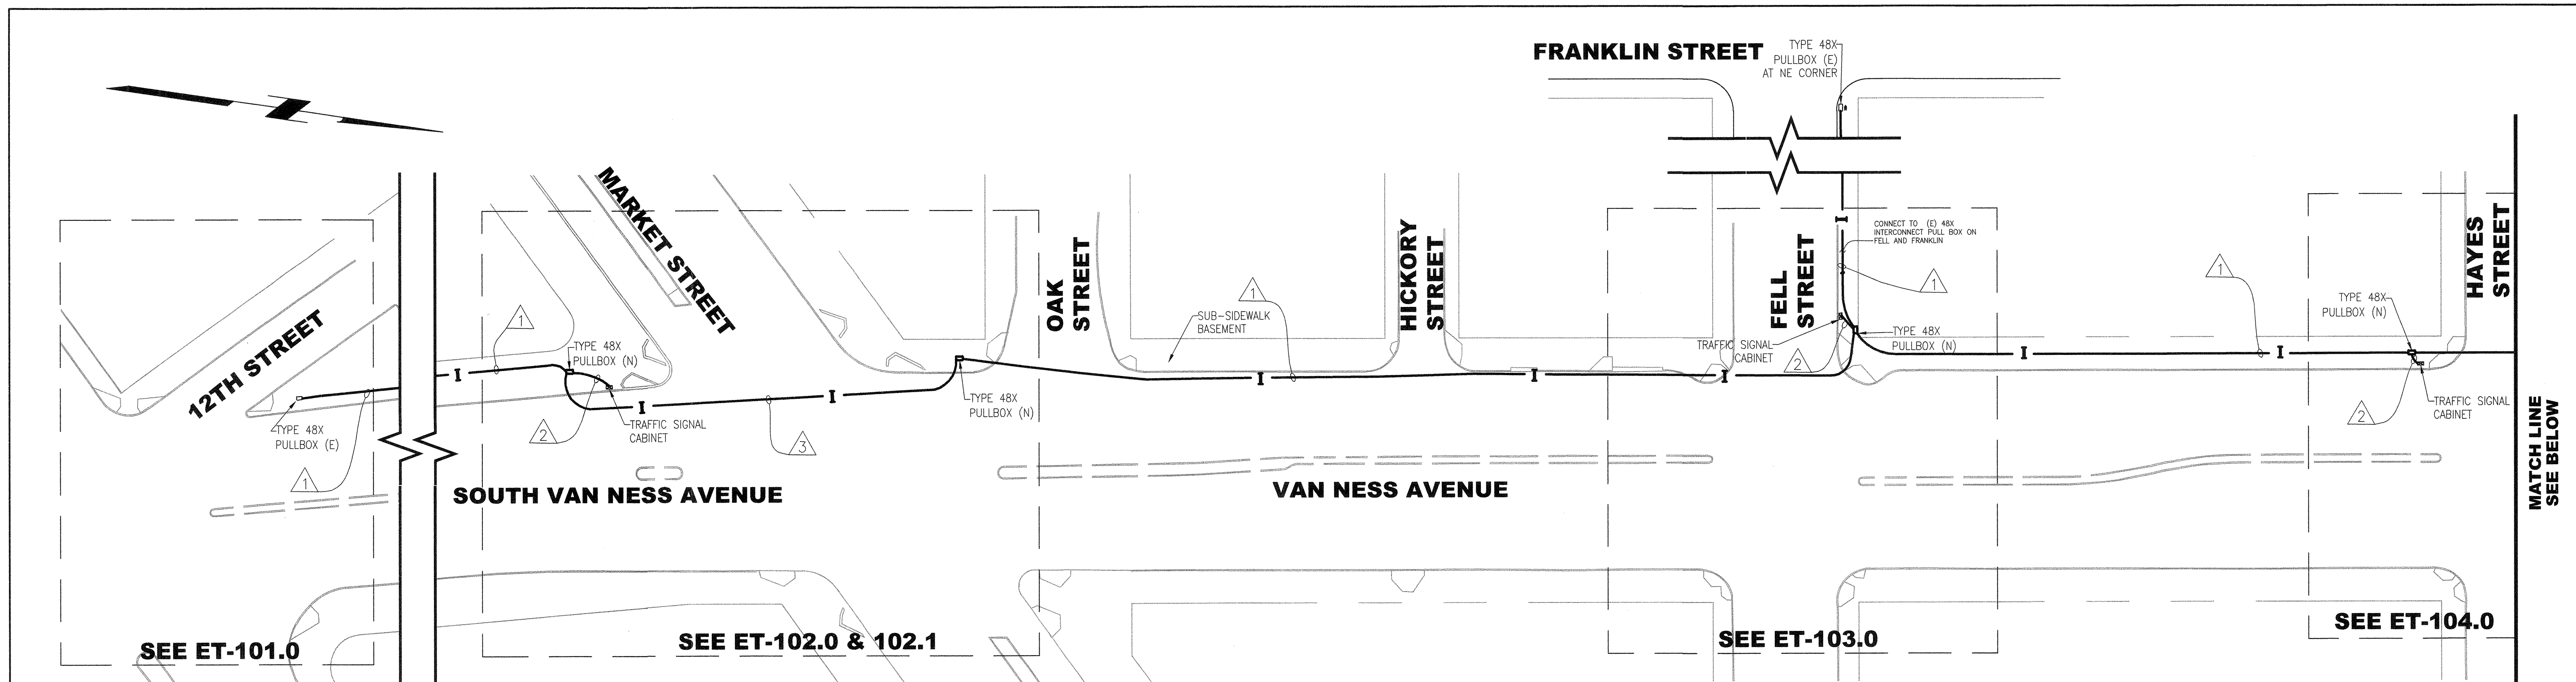 FRANKLIN STREET
TYPE 48X
PULLBOX (E)
AT NE CORNER
12TH STREET
TYPE 48X
PULLBOX (E)
1
SEE ET-101.0
I
1
MARKET STREET
TYPE 48X
PULLBOX (N)
2
I
TRAFFIC SIGNAL
CABINET
3
I
TYPE 48X
PULLBOX (N)
SOUTH VAN NESS AVENUE
SEE ET-102.0 & 102.1
OAK
STREET
SUB-SIDEWALK
BASEMENT
1
I
HICKORY
STREET
I
VAN NESS AVENUE
FELL
STREET
I
CONNECT TO (E) 48X
INTERCONNECT PULL BOX ON
FELL AND FRANKLIN
1
TRAFFIC SIGNAL
CABINET
I
2
TYPE 48X
PULLBOX (N)
SEE ET-103.0
I
1
I
TYPE 48X
PULLBOX (N)
2
TRAFFIC SIGNAL
CABINET
HAYES
STREET
SEE ET-104.0
MATCH LINE
SEE BELOW